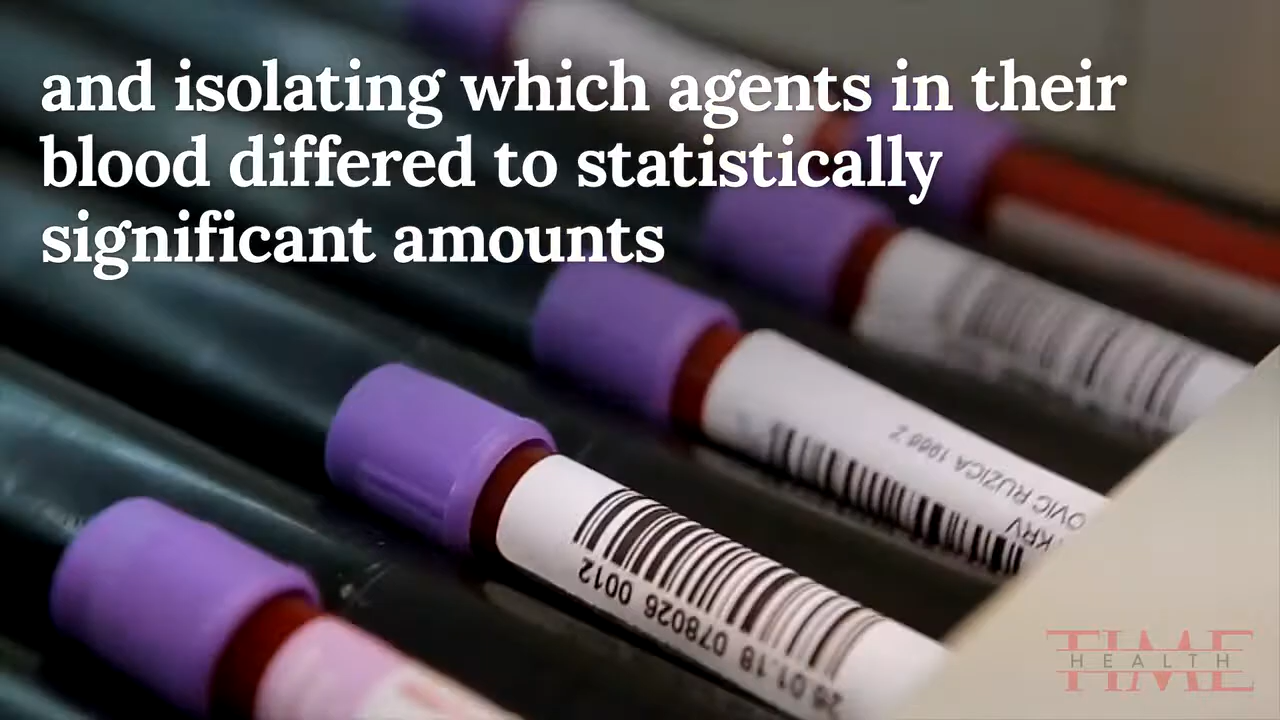 and isolating which agents in their
blood differed to statistically
significant amounts
OVIC RUZICA 1966 Z
KRV
26.01.18 078026 0012
TIME
HEALTH